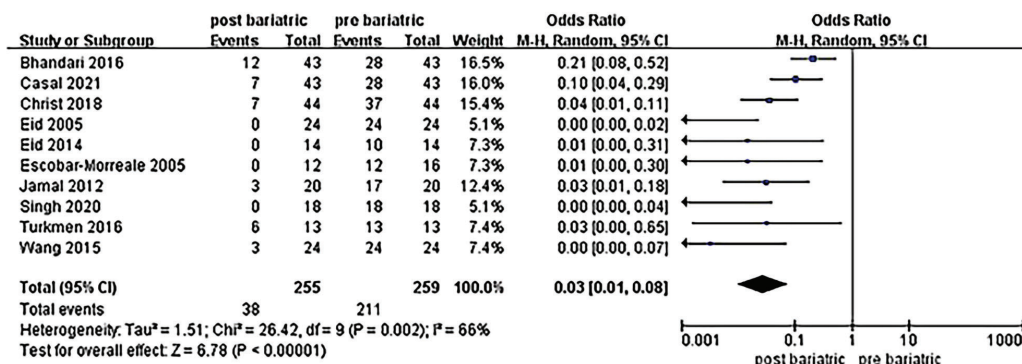 post bariatric pre bariatric Odds Ratio Odds Ratio
Study or Subgroup Events Total Events Total Weight M-H, Random, 95% CI M-H, Random, 95% CI
Bhandari 2016 12 43 28 43 16.5% 0.21 [0.08, 0.52]
Casal 2021 7 43 28 43 16.0% 0.10 [0.04, 0.29]
Christ 2018 7 44 37 44 15.4% 0.04 [0.01, 0.11]
Eid 2005 0 24 24 24 5.1% 0.00 [0.00, 0.02]
Eid 2014 0 14 10 14 7.3% 0.01 [0.00, 0.31]
Escobar-Morreale 2005 0 12 12 16 7.3% 0.01 [0.00, 0.30]
Jamal 2012 3 20 17 20 12.4% 0.03 [0.01, 0.18]
Singh 2020 0 18 18 18 5.1% 0.00 [0.00, 0.04]
Turkmen 2016 6 13 13 13 7.4% 0.03 [0.00, 0.65]
Wang 2015 3 24 24 24 7.4% 0.00 [0.00, 0.07]
Total (95% CI) 255 259 100.0% 0.03 [0.01, 0.08]
Total events 38 211
Heterogeneity: Tau² = 1.51; Chi² = 26.42, df = 9 (P = 0.002); I² = 66%
Test for overall effect: Z = 6.78 (P < 0.00001)
0.001 0.1 1 10 1000
post bariatric pre bariatric